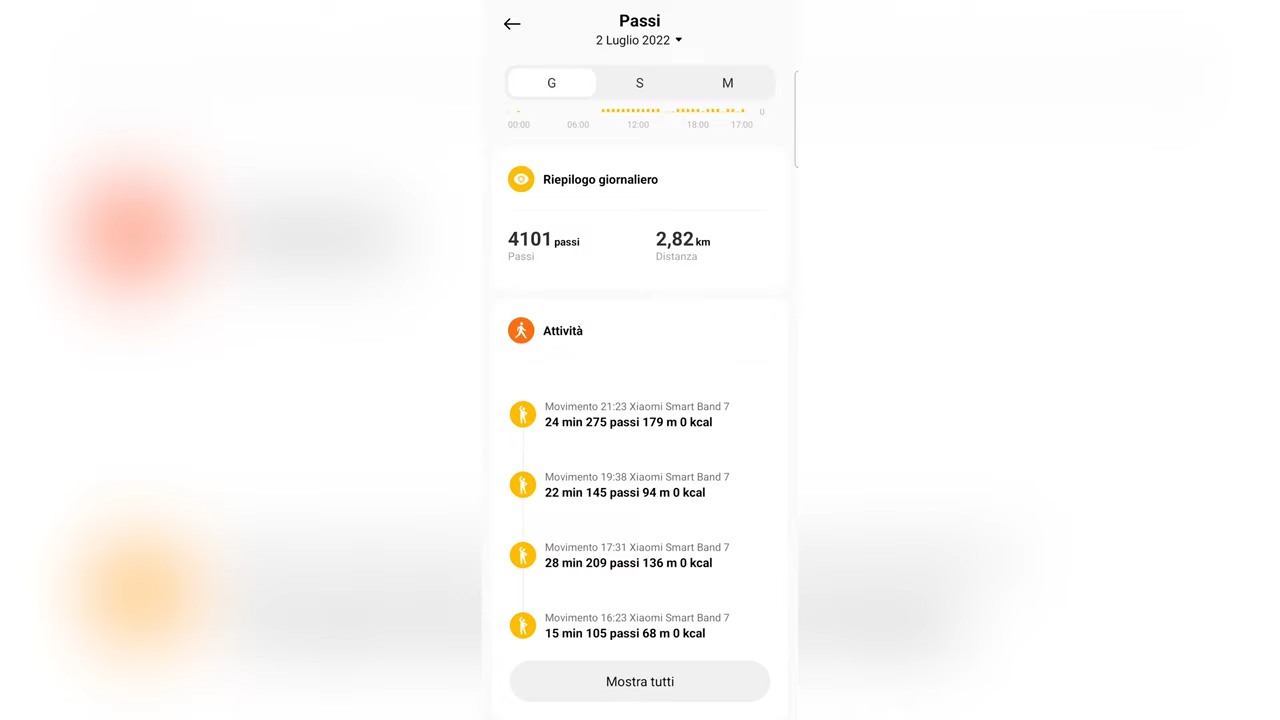 Passi
2 Luglio 2022
G S M
0
00:00 06:00 12:00 18:00 17:00
Riepilogo giornaliero
4101 passi 2,82 km
Passi Distanza
Attività
Movimento 21:23 Xiaomi Smart Band 7
24 min 275 passi 179 m 0 kcal
Movimento 19:38 Xiaomi Smart Band 7
22 min 145 passi 94 m 0 kcal
Movimento 17:31 Xiaomi Smart Band 7
28 min 209 passi 136 m 0 kcal
Movimento 16:23 Xiaomi Smart Band 7
15 min 105 passi 68 m 0 kcal
Mostra tutti